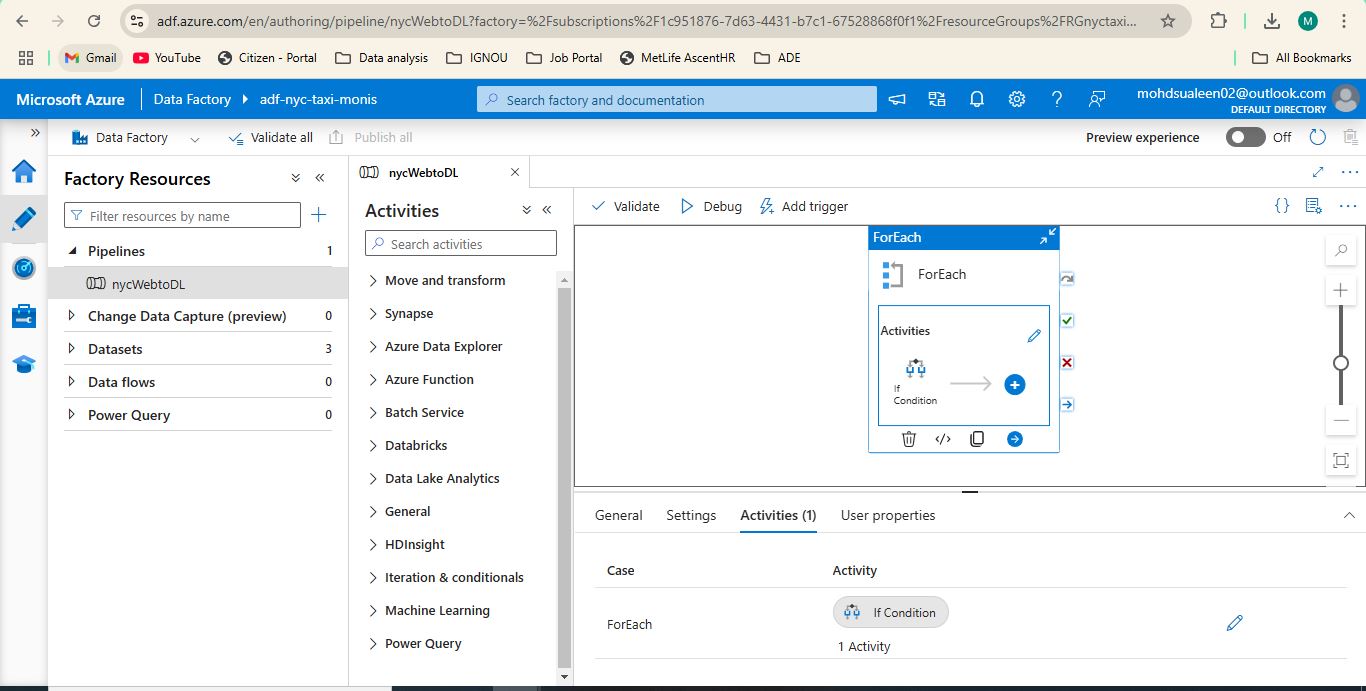 adf.azure.com/en/authoring/pipeline/nycWebtoDL?factory=%2Fsubscriptions%2F1c951876-7d63-4431-b7c1-67528868f0f1%2FresourceGroups%2FRGnyctaxi...
M
Gmail
YouTube
Citizen - Portal
Data analysis
IGNOU
Job Portal
MetLife AscentHR
ADE
All Bookmarks
Microsoft Azure
Data Factory
adf-nyc-taxi-monis
Search factory and documentation
mohdsualeen02@outlook.com
DEFAULT DIRECTORY
Data Factory
Validate all
Publish all
Preview experience
Off
Factory Resources
Filter resources by name
Pipelines 1
nycWebtoDL
Change Data Capture (preview) 0
Datasets 3
Data flows 0
Power Query 0
nycWebtoDL
Activities
Search activities
Move and transform
Synapse
Azure Data Explorer
Azure Function
Batch Service
Databricks
Data Lake Analytics
General
HDInsight
Iteration & conditionals
Machine Learning
Power Query
Validate
Debug
Add trigger
ForEach
ForEach
Activities
If
Condition
General
Settings
Activities (1)
User properties
Case
Activity
ForEach
If Condition
1 Activity